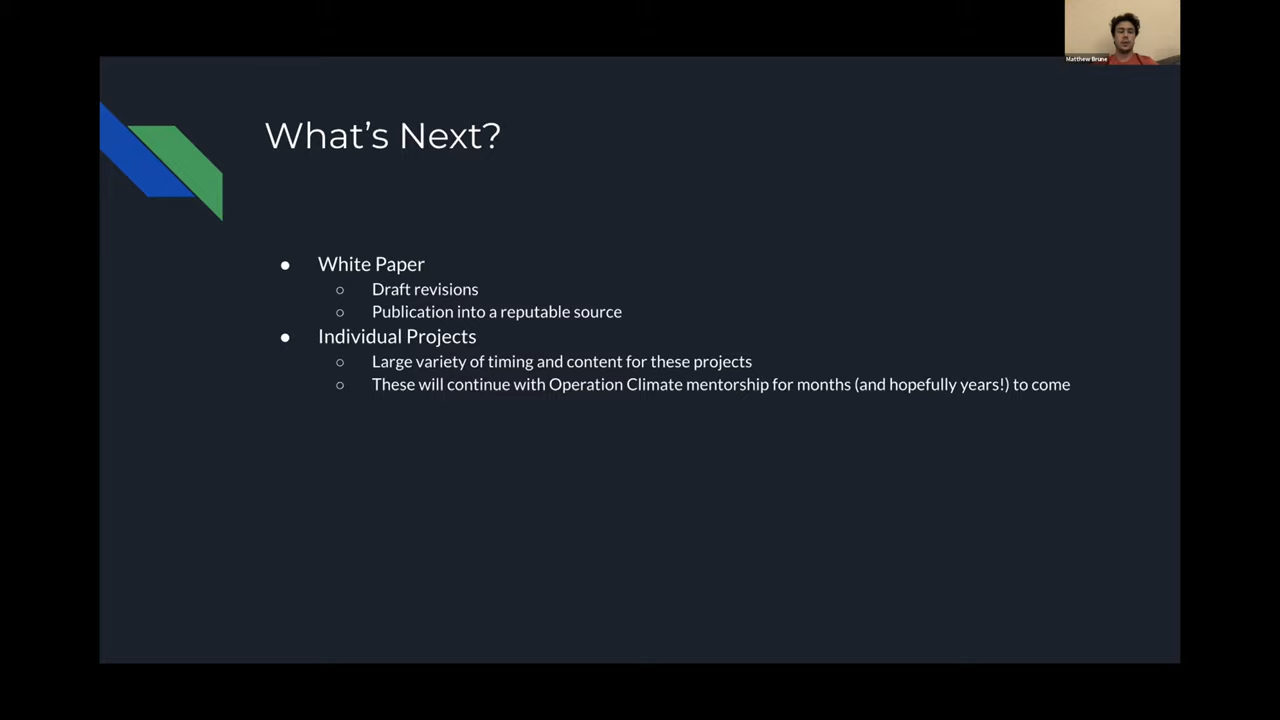 Matthew Brune
What's Next?
● White Paper
○ Draft revisions
○ Publication into a reputable source
● Individual Projects
○ Large variety of timing and content for these projects
○ These will continue with Operation Climate mentorship for months (and hopefully years!) to come